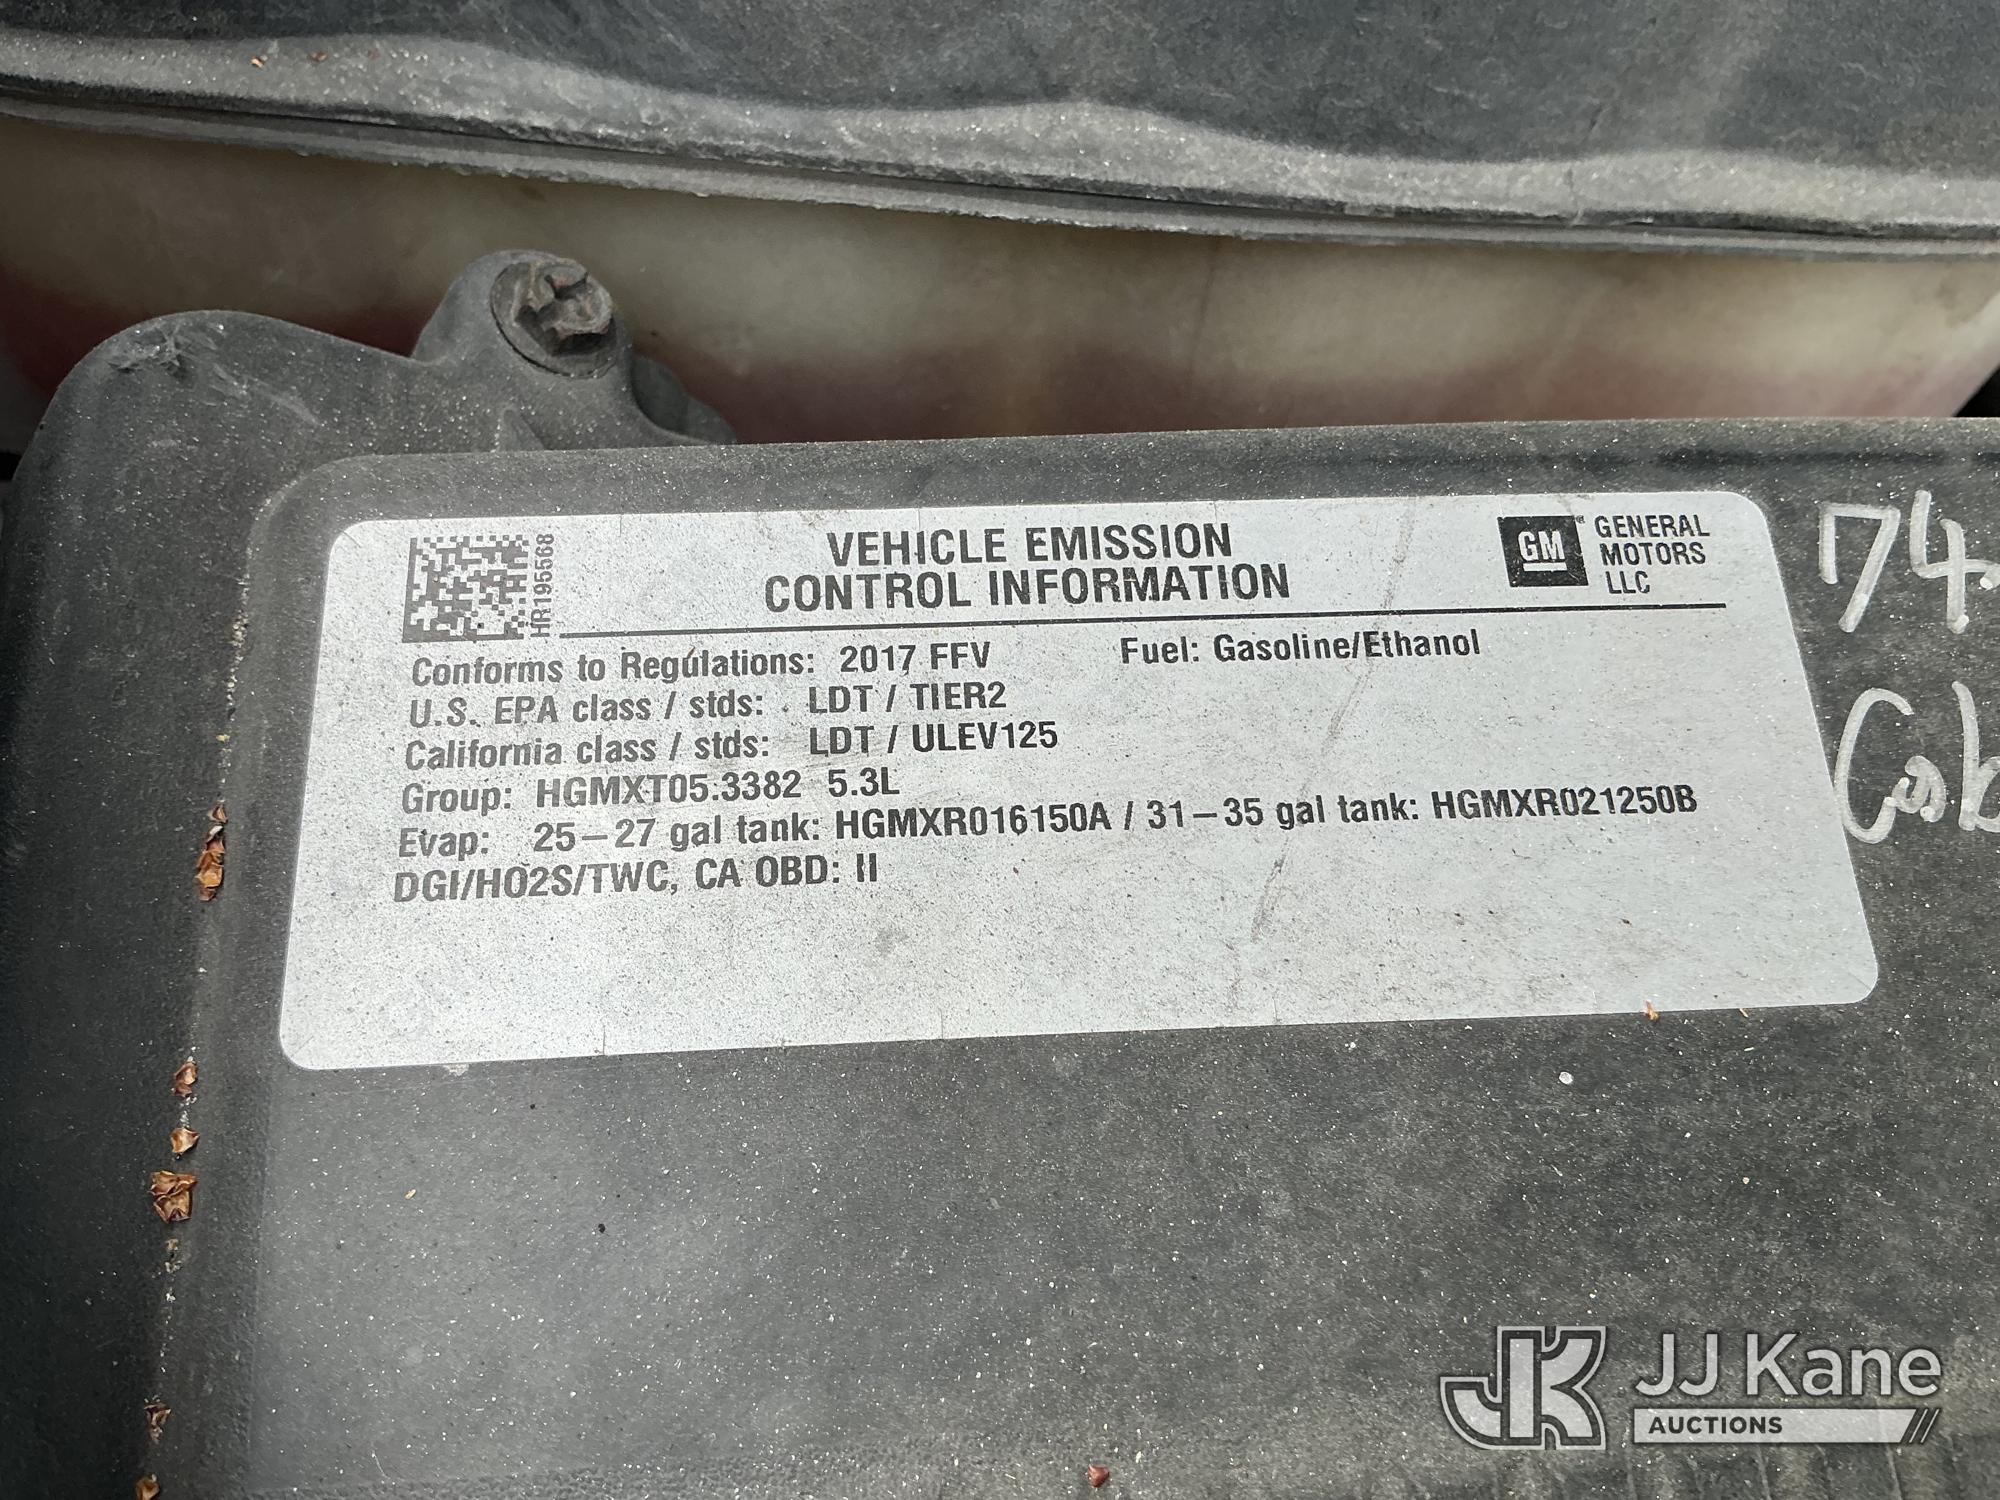 HR195568
VEHICLE EMISSION
CONTROL INFORMATION
GM
GENERAL
MOTORS
LLC
Conforms to Regulations: 2017 FFV Fuel: Gasoline/Ethanol
U.S. EPA class / stds: LDT / TIER2
California class / stds: LDT / ULEV125
Group: HGMXT05.3382 5.3L
Evap: 25-27 gal tank: HGMXR016150A / 31-35 gal tank: HGMXR021250B
DGI/HO2S/TWC, CA OBD: II
74.
JK JJ Kane
AUCTIONS